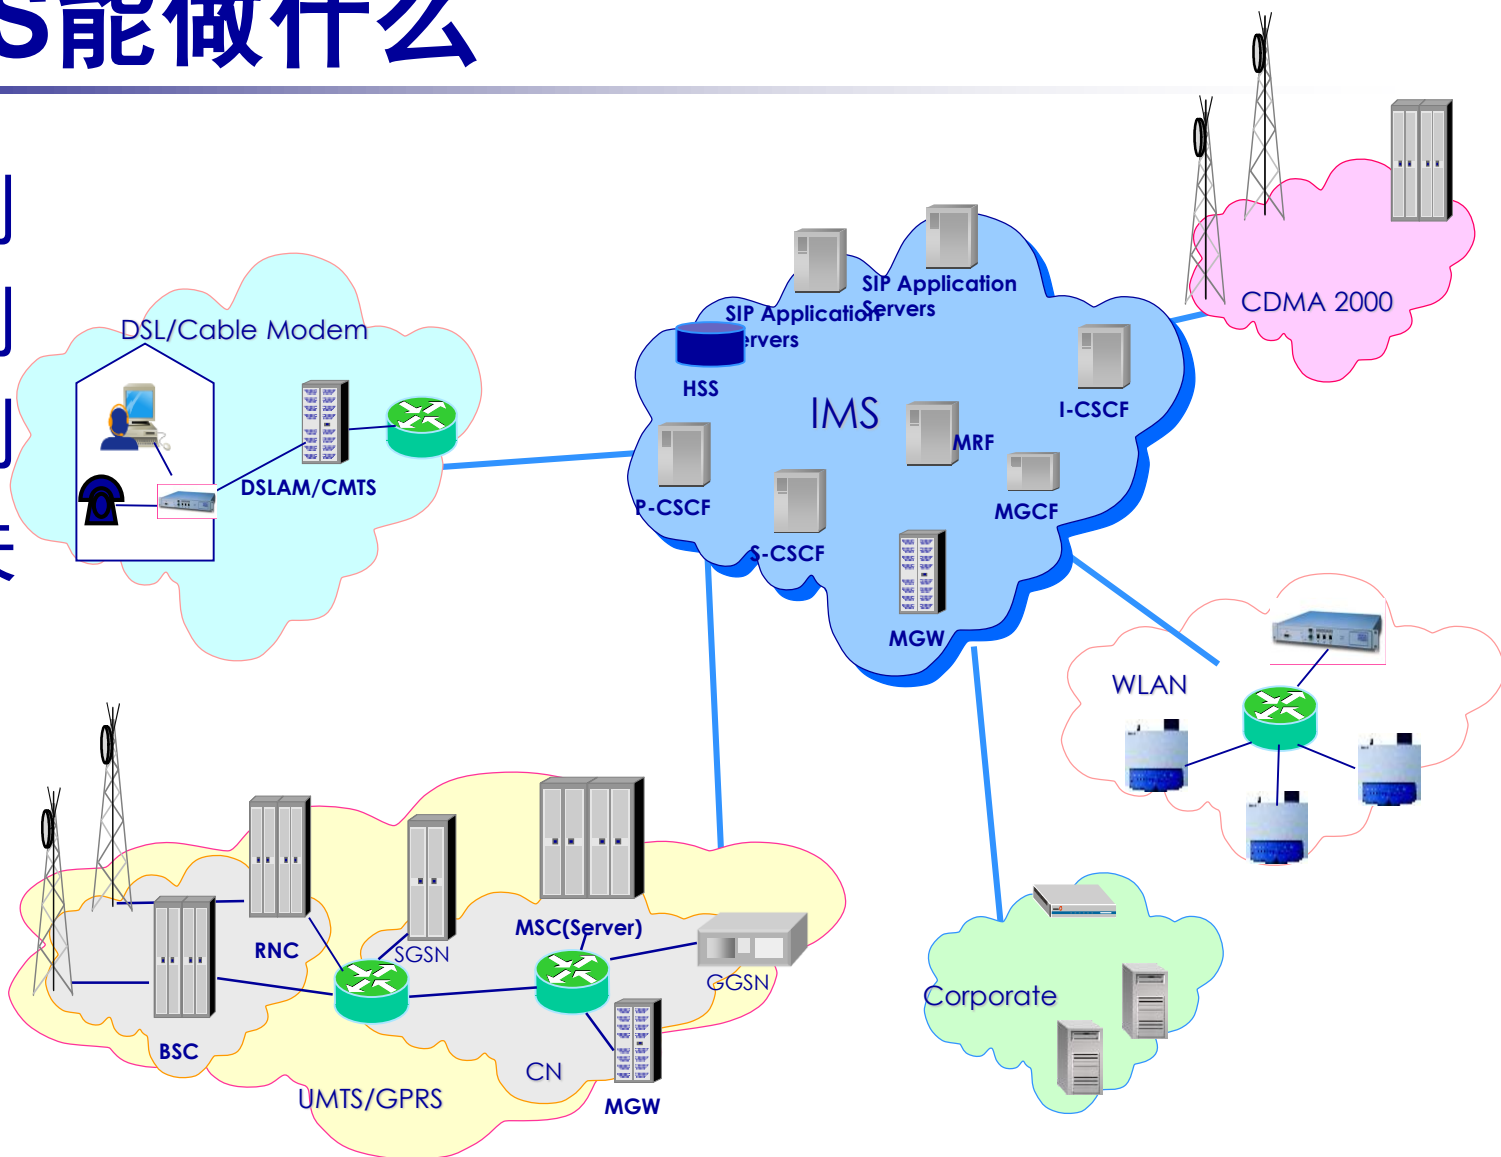 S能做什么
CDMA 2000
SIP Application
Servers
SIP Application
ervers
DSL/Cable Modem
HSS
IMS
I-CSCF
MRF
DSLAM/CMTS
P-CSCF
MGCF
S-CSCF
MGW
WLAN
MSC(Server)
RNC
SGSN
GGSN
Corporate
BSC
CN
UMTS/GPRS
MGW